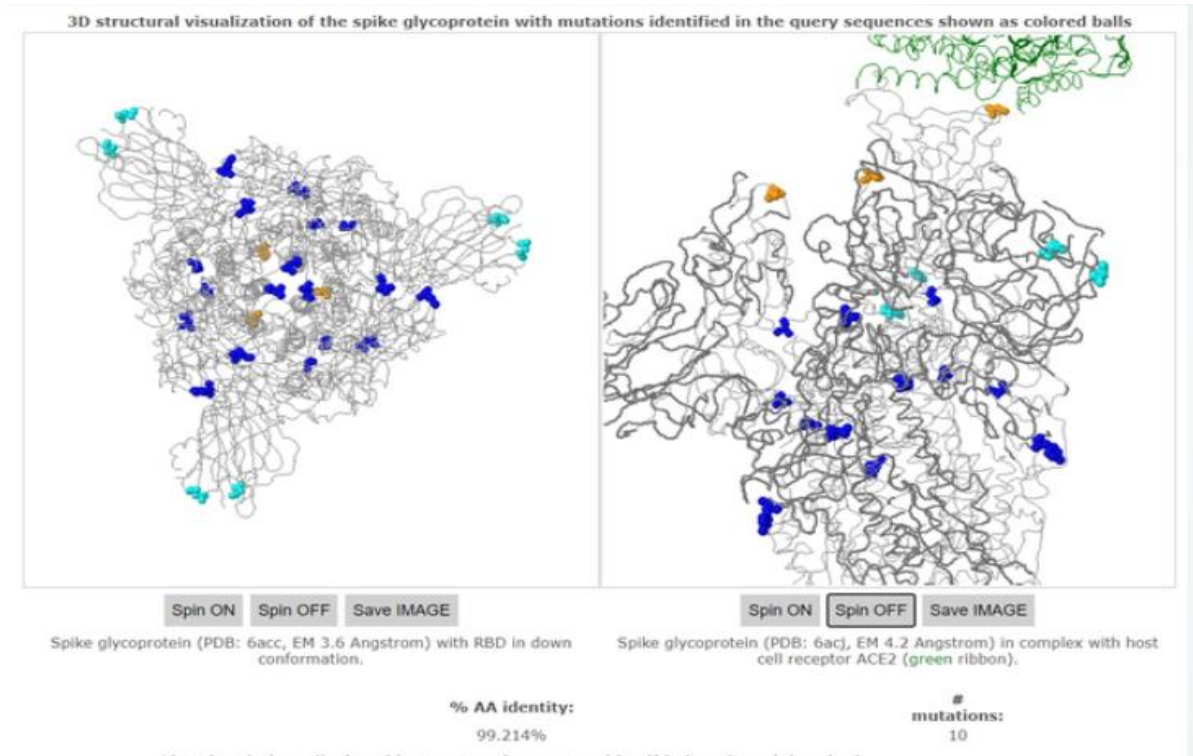 3D structural visualization of the spike glycoprotein with mutations identified in the query sequences shown as colored balls
Spin ON Spin OFF Save IMAGE
Spin ON Spin OFF Save IMAGE
Spike glycoprotein (PDB: 6acc, EM 3.6 Angstrom) with RBD in down
conformation.
Spike glycoprotein (PDB: 6acj, EM 4.2 Angstrom) in complex with host
cell receptor ACE2 (green ribbon).
% AA identity:
99.214%
#
mutations:
10